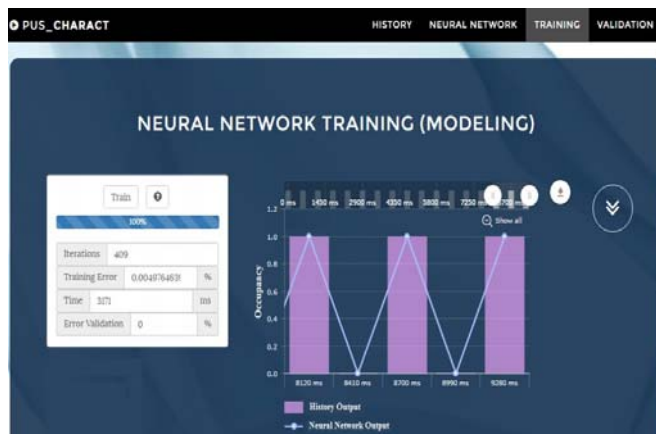 PUS_CHARACT
HISTORY NEURAL NETWORK TRAINING VALIDATION
NEURAL NETWORK TRAINING (MODELING)
Train
100%
Iterations 409
Training Error %
Time 3171 ms
Error Validation 0 %
0 ms 1450 ms 2900 ms 4350 ms 5800 ms 7250
Show all
Occupancy
1.2
1.0
0.8
0.6
0.4
0.2
0.0
8120 ms 8410 ms 8700 ms 8990 ms 9280 ms
History Output
Neural Network Output